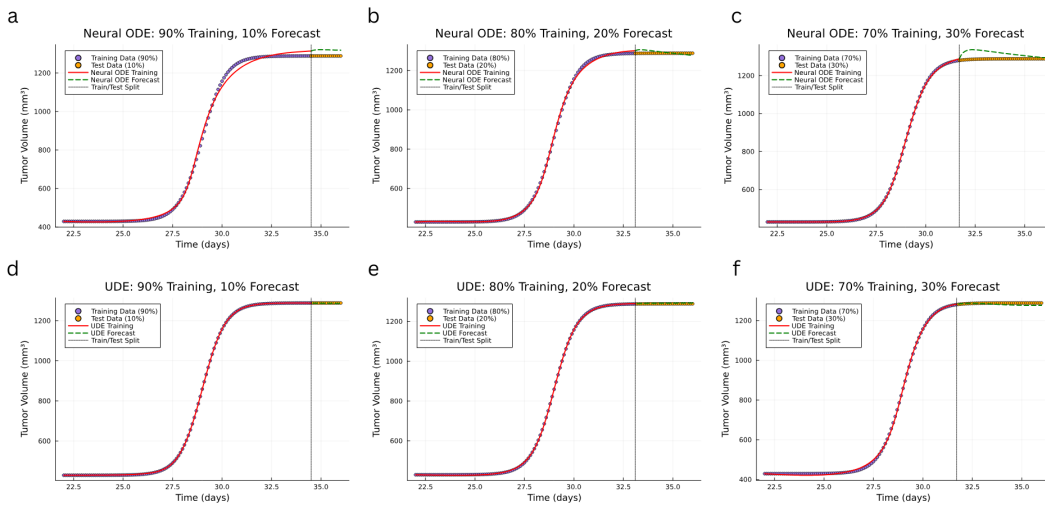 a
Neural ODE: 90% Training, 10% Forecast
Training Data (90%)
Test Data (10%)
Neural ODE Training
Neural ODE Forecast
Train/Test Split
Tumor Volume (mm³)
1200
1000
800
600
400
22.5 25.0 27.5 30.0 32.5 35.0
Time (days)
b
Neural ODE: 80% Training, 20% Forecast
Training Data (80%)
Test Data (20%)
Neural ODE Training
Neural ODE Forecast
Train/Test Split
Tumor Volume (mm³)
1200
1000
800
600
22.5 25.0 27.5 30.0 32.5 35.0
Time (days)
c
Neural ODE: 70% Training, 30% Forecast
Training Data (70%)
Test Data (30%)
Neural ODE Training
Neural ODE Forecast
Train/Test Split
Tumor Volume (mm³)
1200
1000
800
600
22.5 25.0 27.5 30.0 32.5 35.0
Time (days)
d
UDE: 90% Training, 10% Forecast
Training Data (90%)
Test Data (10%)
UDE Training
UDE Forecast
Train/Test Split
Tumor Volume (mm³)
1200
1000
800
600
22.5 25.0 27.5 30.0 32.5 35.0
Time (days)
e
UDE: 80% Training, 20% Forecast
Training Data (80%)
Test Data (20%)
UDE Training
UDE Forecast
Train/Test Split
Tumor Volume (mm³)
1200
1000
800
600
22.5 25.0 27.5 30.0 32.5 35.0
Time (days)
f
UDE: 70% Training, 30% Forecast
Training Data (70%)
Test Data (30%)
UDE Training
UDE Forecast
Train/Test Split
Tumor Volume (mm³)
1200
1000
800
600
400
22.5 25.0 27.5 30.0 32.5 35.0
Time (days)